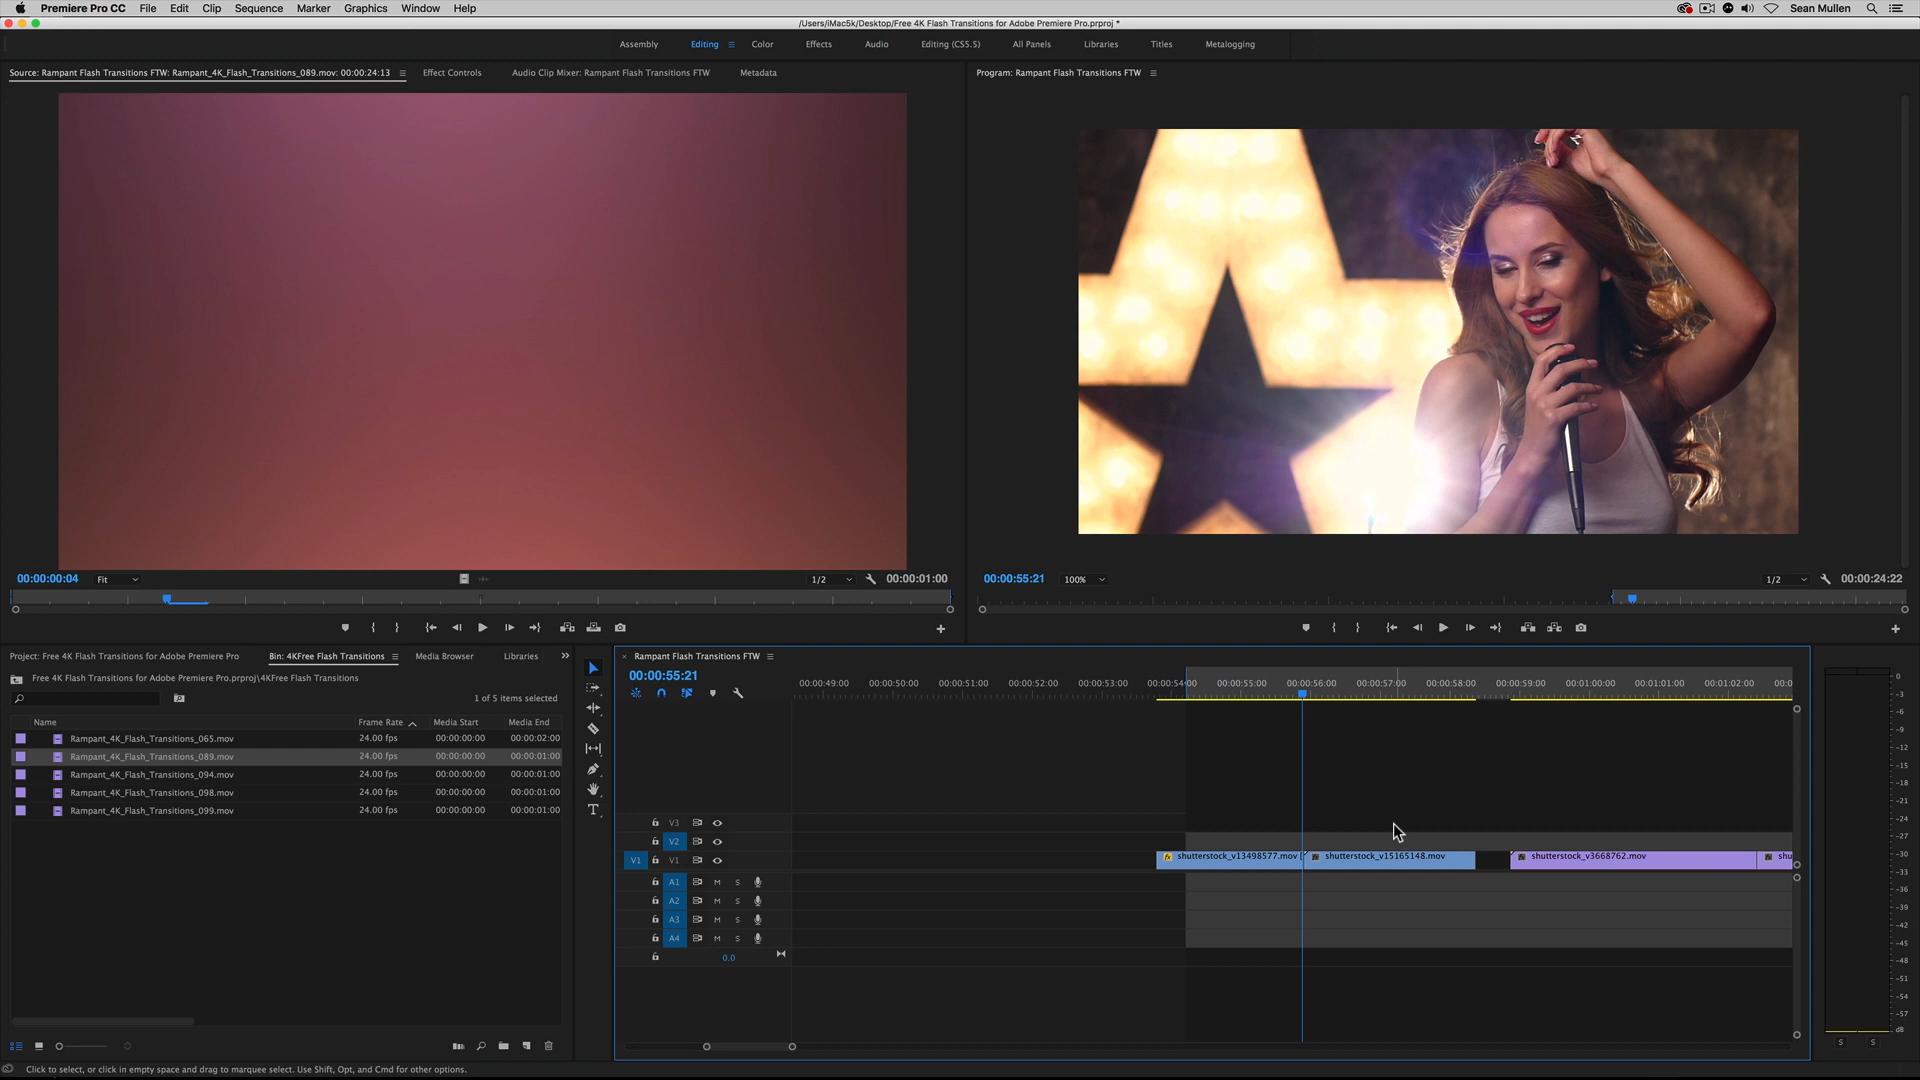 Premiere Pro CC File Edit Clip Sequence Marker Graphics Window Help Sean Mullen
/Users/iMac5k/Desktop/Free 4K Flash Transitions for Adobe Premiere Pro.prproj *
Assembly Editing Color Effects Audio Editing (CS5.5) All Panels Libraries Titles Metalogging
Source: Rampant Flash Transitions FTW: Rampant_4K_Flash_Transitions_089.mov: 00:00:24:13 Effect Controls Audio Clip Mixer: Rampant Flash Transitions FTW Metadata Program: Rampant Flash Transitions FTW
00:00:00:04 Fit 1/2 00:00:01:00 00:00:55:21 100% 1/2 00:00:24:22
Project: Free 4K Flash Transitions for Adobe Premiere Pro Bin: 4KFree Flash Transitions Media Browser Libraries
Rampant Flash Transitions FTW
Free 4K Flash Transitions for Adobe Premiere Pro.prproj\4KFree Flash Transitions
00:00:55:21
1 of 5 items selected
00:00:49:00 00:00:50:00 00:00:51:00 00:00:52:00 00:00:53:00 00:00:54:00 00:00:55:00 00:00:56:00 00:00:57:00 00:00:58:00 00:00:59:00 00:01:00:00 00:01:01:00 00:01:02:00 00:0
Name Frame Rate Media Start Media End
Rampant_4K_Flash_Transitions_065.mov 24.00 fps 00:00:00:00 00:00:02:00
Rampant_4K_Flash_Transitions_089.mov 24.00 fps 00:00:00:00 00:00:01:00
Rampant_4K_Flash_Transitions_094.mov 24.00 fps 00:00:00:00 00:00:01:00
Rampant_4K_Flash_Transitions_098.mov 24.00 fps 00:00:00:00 00:00:01:00
Rampant_4K_Flash_Transitions_099.mov 24.00 fps 00:00:00:00 00:00:01:00
V3
V2
V1 V1 fx shutterstock_v13498577.mov fx shutterstock_v15165148.mov fx shutterstock_v3668762.mov fx shu
A1 M S
A2 M S
A3 M S
A4 M S
0.0
0
-3
-6
-9
-12
-15
-18
-21
-24
-27
-30
-33
-36
-39
-42
-45
-48
-51
-54
-57
dB
S S
Click to select, or click in empty space and drag to marquee select. Use Shift, Opt, and Cmd for other options.